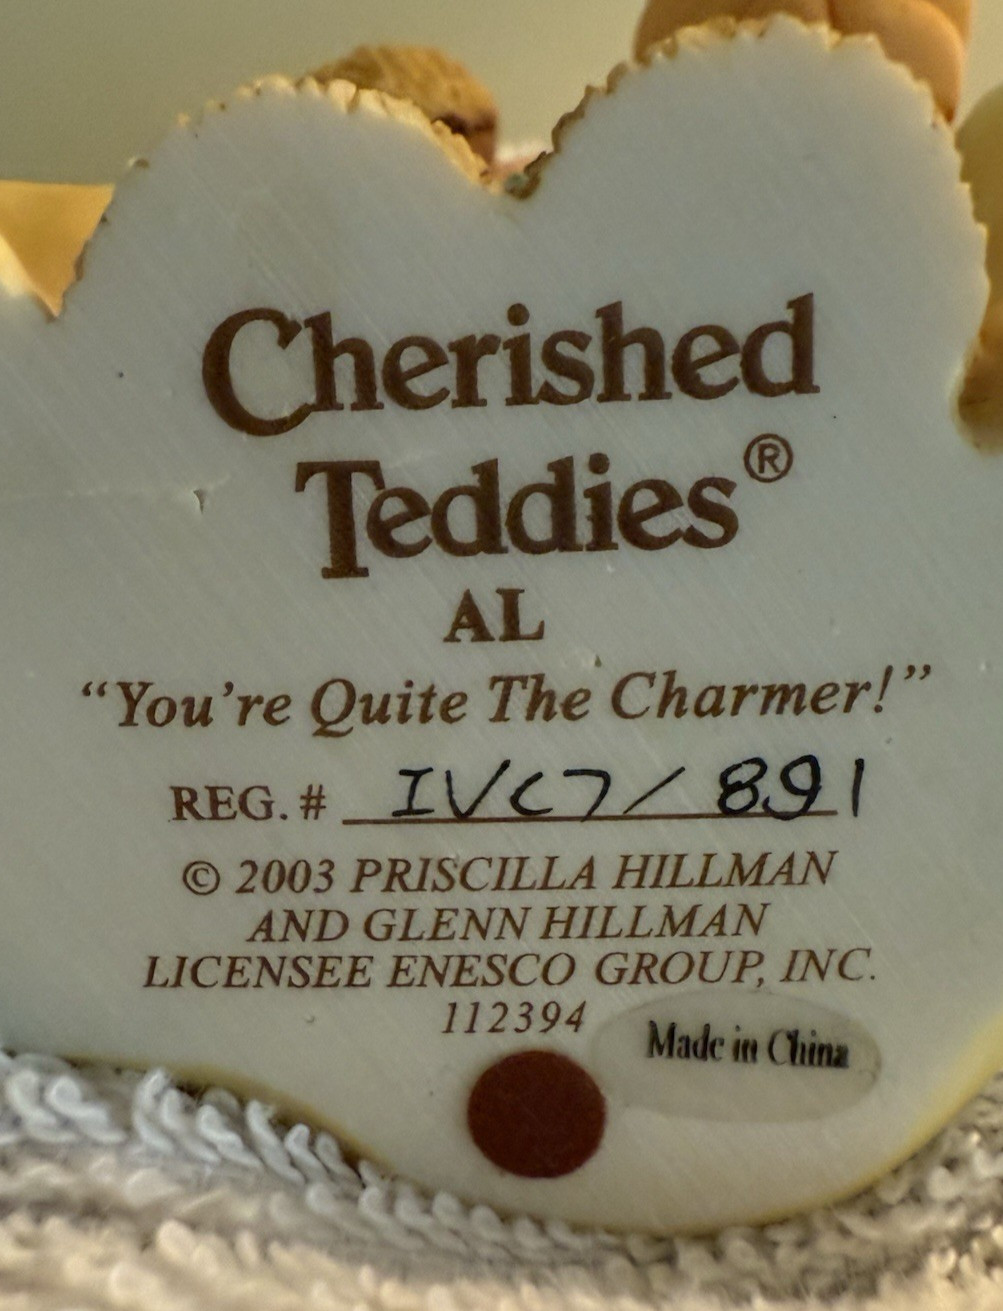 Cherished
Teddies®
AL
“You’re Quite The Charmer!”
REG. # IVC7/891
© 2003 PRISCILLA HILLMAN
AND GLENN HILLMAN
LICENSEE ENESCO GROUP, INC.
112394
Made in China